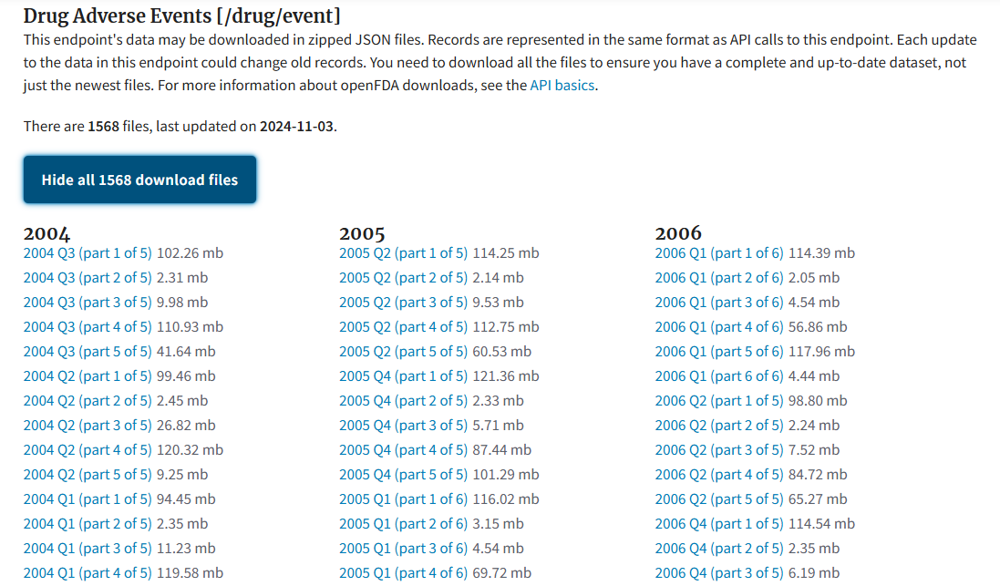 Drug Adverse Events [/drug/event]
This endpoint's data may be downloaded in zipped JSON files. Records are represented in the same format as API calls to this endpoint. Each update
to the data in this endpoint could change old records. You need to download all the files to ensure you have a complete and up-to-date dataset, not
just the newest files. For more information about openFDA downloads, see the API basics.
There are 1568 files, last updated on 2024-11-03.
Hide all 1568 download files
2004
2004 Q3 (part 1 of 5) 102.26 mb
2004 Q3 (part 2 of 5) 2.31 mb
2004 Q3 (part 3 of 5) 9.98 mb
2004 Q3 (part 4 of 5) 110.93 mb
2004 Q3 (part 5 of 5) 41.64 mb
2004 Q2 (part 1 of 5) 99.46 mb
2004 Q2 (part 2 of 5) 2.45 mb
2004 Q2 (part 3 of 5) 26.82 mb
2004 Q2 (part 4 of 5) 120.32 mb
2004 Q2 (part 5 of 5) 9.25 mb
2004 Q1 (part 1 of 5) 94.45 mb
2004 Q1 (part 2 of 5) 2.35 mb
2004 Q1 (part 3 of 5) 11.23 mb
2004 Q1 (part 4 of 5) 119.58 mb
2005
2005 Q2 (part 1 of 5) 114.25 mb
2005 Q2 (part 2 of 5) 2.14 mb
2005 Q2 (part 3 of 5) 9.53 mb
2005 Q2 (part 4 of 5) 112.75 mb
2005 Q2 (part 5 of 5) 60.53 mb
2005 Q4 (part 1 of 5) 121.36 mb
2005 Q4 (part 2 of 5) 2.33 mb
2005 Q4 (part 3 of 5) 5.71 mb
2005 Q4 (part 4 of 5) 87.44 mb
2005 Q4 (part 5 of 5) 101.29 mb
2005 Q1 (part 1 of 6) 116.02 mb
2005 Q1 (part 2 of 6) 3.15 mb
2005 Q1 (part 3 of 6) 4.54 mb
2005 Q1 (part 4 of 6) 69.72 mb
2006
2006 Q1 (part 1 of 6) 114.39 mb
2006 Q1 (part 2 of 6) 2.05 mb
2006 Q1 (part 3 of 6) 4.54 mb
2006 Q1 (part 4 of 6) 56.86 mb
2006 Q1 (part 5 of 6) 117.96 mb
2006 Q1 (part 6 of 6) 4.44 mb
2006 Q2 (part 1 of 5) 98.80 mb
2006 Q2 (part 2 of 5) 2.24 mb
2006 Q2 (part 3 of 5) 7.52 mb
2006 Q2 (part 4 of 5) 84.72 mb
2006 Q2 (part 5 of 5) 65.27 mb
2006 Q4 (part 1 of 5) 114.54 mb
2006 Q4 (part 2 of 5) 2.35 mb
2006 Q4 (part 3 of 5) 6.19 mb